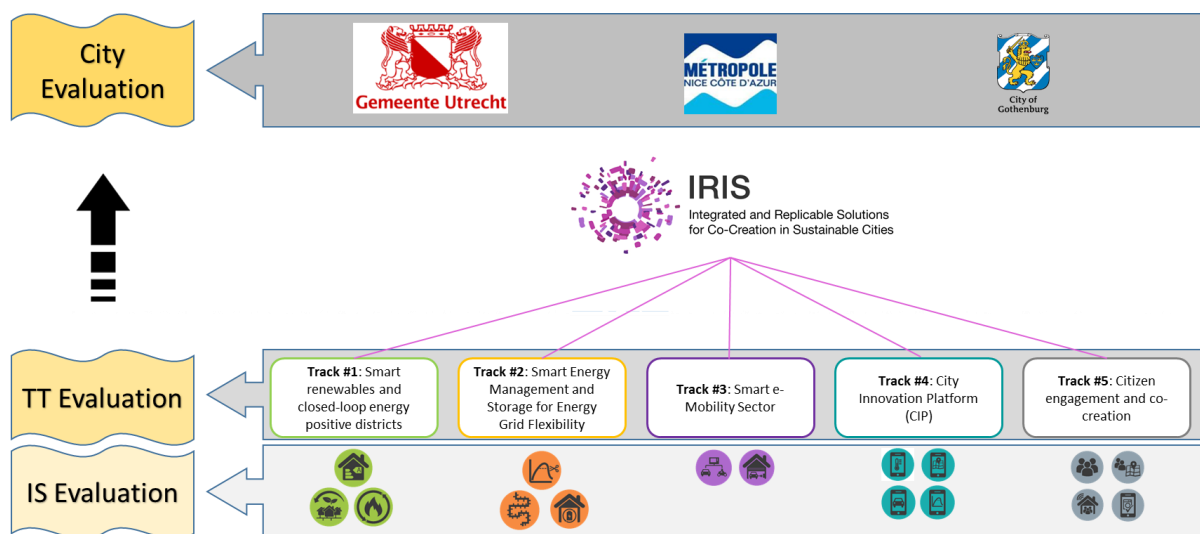 City
Evaluation
Gemeente Utrecht
MÉTROPOLE
NICE CÔTE D'AZUR
City of
Gothenburg
IRIS
Integrated and Replicable Solutions
for Co-Creation in Sustainable Cities
TT Evaluation
Track #1: Smart
renewables and
closed-loop energy
positive districts
Track #2: Smart Energy
Management and
Storage for Energy
Grid Flexibility
Track #3: Smart e-
Mobility Sector
Track #4: City
Innovation Platform
(CIP)
Track #5: Citizen
engagement and co-
creation
IS Evaluation